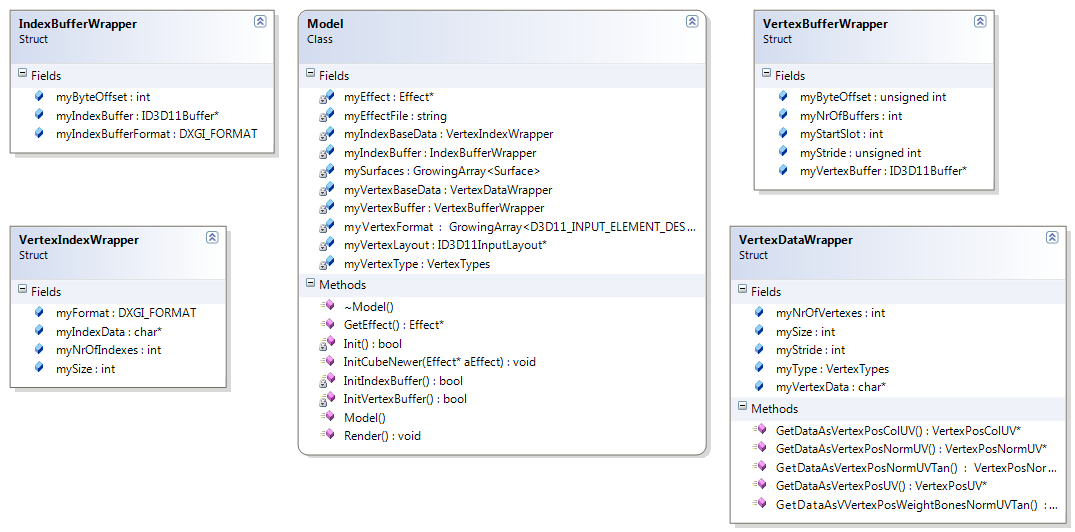 IndexBufferWrapper
Struct
Fields
myByteOffset : int
myIndexBuffer : ID3D11Buffer*
myIndexBufferFormat : DXGI_FORMAT
VertexIndexWrapper
Struct
Fields
myFormat : DXGI_FORMAT
myIndexData : char*
myNrOfIndexes : int
mySize : int
Model
Class
Fields
myEffect : Effect*
myEffectFile : string
myIndexBaseData : VertexIndexWrapper
myIndexBuffer : IndexBufferWrapper
mySurfaces : GrowingArray<Surface>
myVertexBaseData : VertexDataWrapper
myVertexBuffer : VertexBufferWrapper
myVertexFormat : GrowingArray<D3D11_INPUT_ELEMENT_DES...
myVertexLayout : ID3D11InputLayout*
myVertexType : VertexTypes
Methods
~Model()
GetEffect() : Effect*
Init() : bool
InitCubeNewer(Effect* aEffect) : void
InitIndexBuffer() : bool
InitVertexBuffer() : bool
Model()
Render() : void
VertexBufferWrapper
Struct
Fields
myByteOffset : unsigned int
myNrOfBuffers : int
myStartSlot : int
myStride : unsigned int
myVertexBuffer : ID3D11Buffer*
VertexDataWrapper
Struct
Fields
myNrOfVertexes : int
mySize : int
myStride : int
myType : VertexTypes
myVertexData : char*
Methods
GetDataAsVertexPosColUV() : VertexPosColUV*
GetDataAsVertexPosNormUV() : VertexPosNormUV*
GetDataAsVertexPosNormUVTan() : VertexPosNor...
GetDataAsVertexPosUV() : VertexPosUV*
GetDataAsVVertexPosWeightBonesNormUVTan() : ...